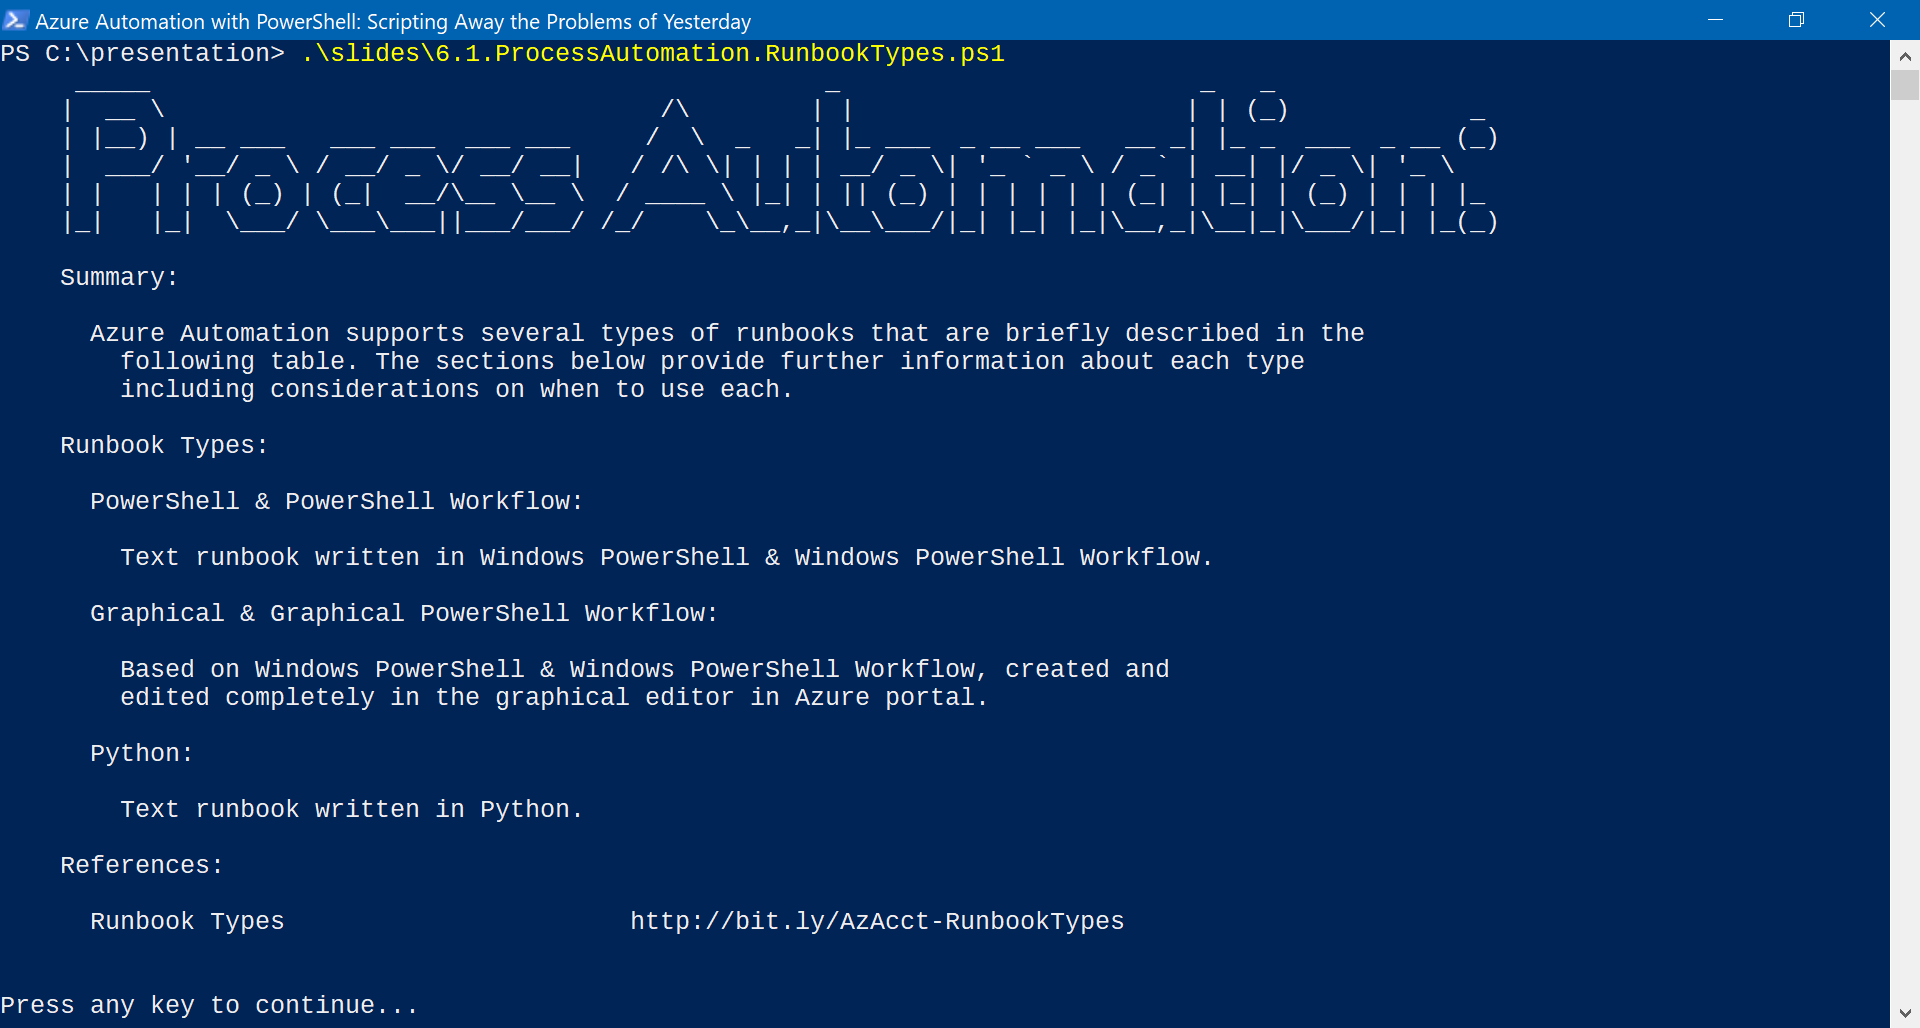 Azure Automation with PowerShell: Scripting Away the Problems of Yesterday
PS C:\presentation> .\slides\6.1.ProcessAutomation.RunbookTypes.ps1
Process Automation:
Summary:
Azure Automation supports several types of runbooks that are briefly described in the
following table. The sections below provide further information about each type
including considerations on when to use each.
Runbook Types:
PowerShell & PowerShell Workflow:
Text runbook written in Windows PowerShell & Windows PowerShell Workflow.
Graphical & Graphical PowerShell Workflow:
Based on Windows PowerShell & Windows PowerShell Workflow, created and
edited completely in the graphical editor in Azure portal.
Python:
Text runbook written in Python.
References:
Runbook Types http://bit.ly/AzAcct-RunbookTypes
Press any key to continue...